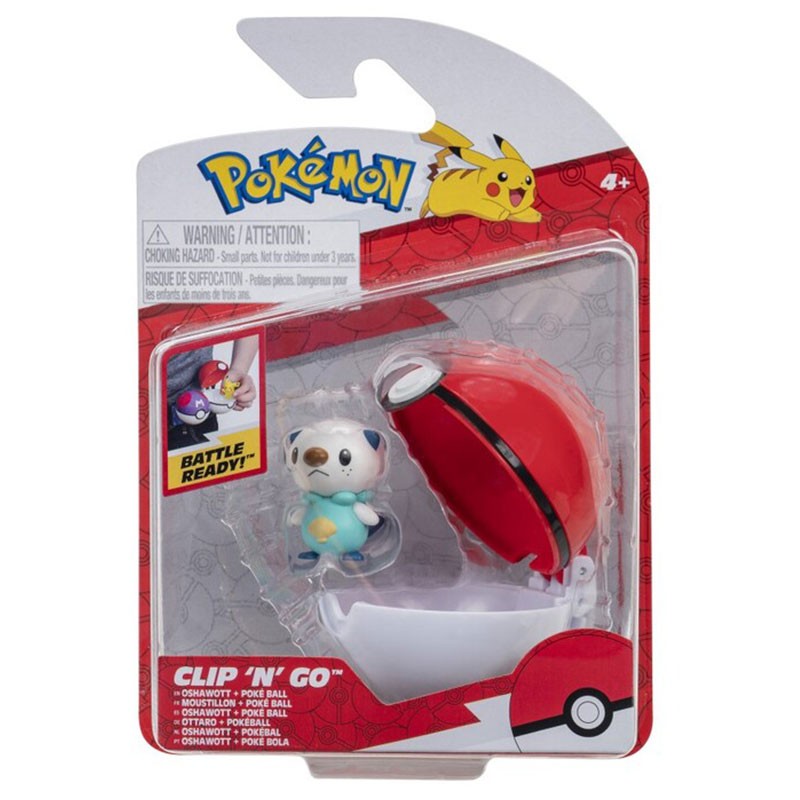 POKÉMON™
4+
WARNING / ATTENTION :
CHOKING HAZARD - Small parts. Not for children under 3 years.
RISQUE DE SUFFOCATION - Petites pièces. Dangereux pour
les enfants de moins de trois ans.
BATTLE
READY!™
CLIP 'N' GO™
EN OSHAWOTT + POKÉ BALL
FR MOUSTILLON + POKÉ BALL
ES OSHAWOTT + POKÉ BALL
DE OTTARO + POKÉBALL
NL OSHAWOTT + POKÉBAL
PT OSHAWOTT + POKÉ BOLA